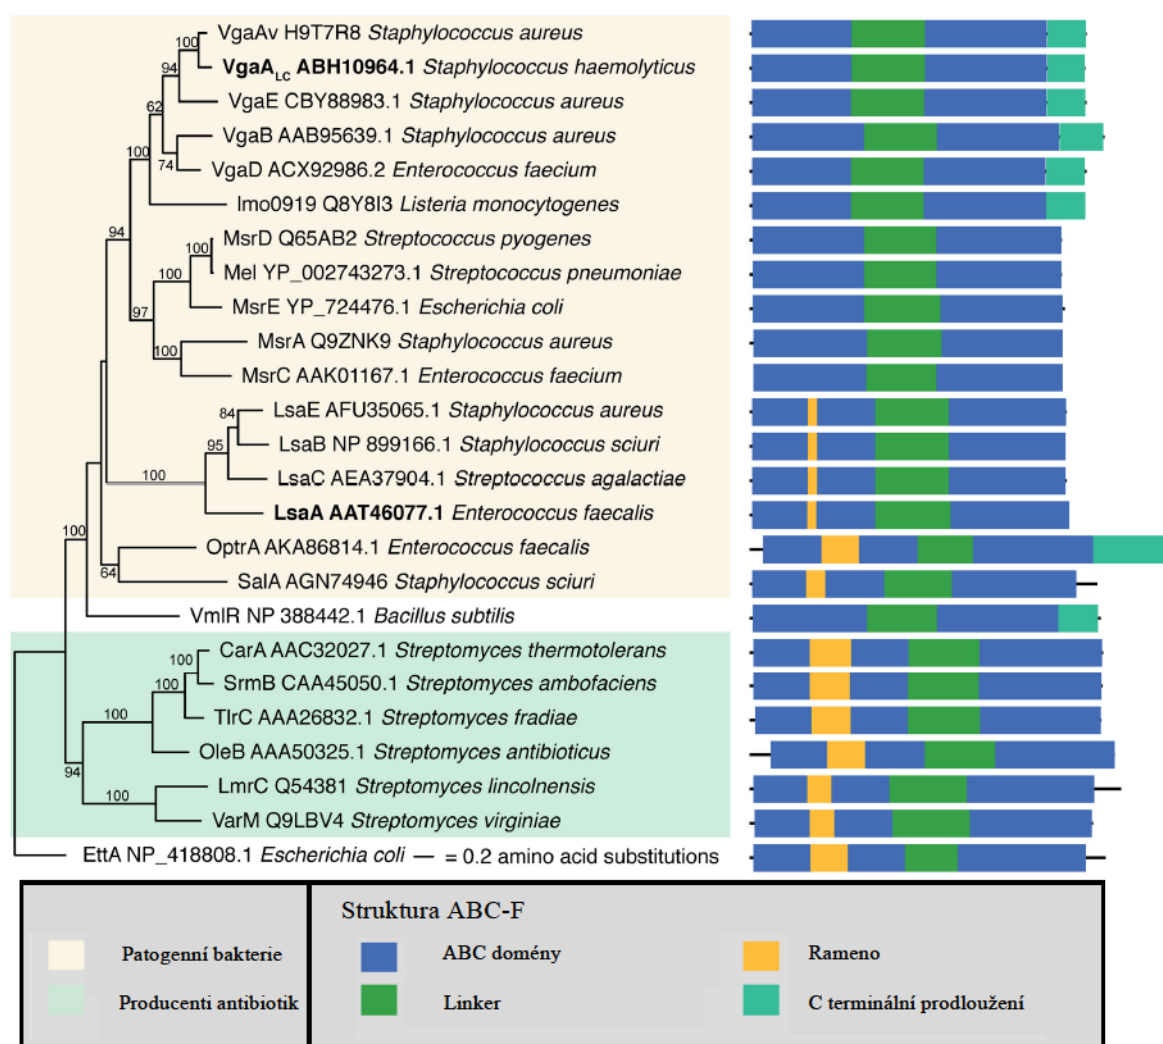 VgaAv H9T7R8 Staphylococcus aureus
100
VgaA LC ABH10964.1 Staphylococcus haemolyticus
94
VgaE CBY88983.1 Staphylococcus aureus
62
VgaB AAB95639.1 Staphylococcus aureus
100
74
VgaD ACX92986.2 Enterococcus faecium
lmo0919 Q8Y8I3 Listeria monocytogenes
94
MsrD Q65AB2 Streptococcus pyogenes
100
Mel YP_002743273.1 Streptococcus pneumoniae
100
MsrE YP_724476.1 Escherichia coli
97
MsrA Q9ZNK9 Staphylococcus aureus
100
MsrC AAK01167.1 Enterococcus faecium
84
LsaE AFU35065.1 Staphylococcus aureus
95
LsaB NP 899166.1 Staphylococcus sciuri
100
LsaC AEA37904.1 Streptococcus agalactiae
LsaA AAT46077.1 Enterococcus faecalis
100
OptrA AKA86814.1 Enterococcus faecalis
64
SalA AGN74946 Staphylococcus sciuri
VmlR NP 388442.1 Bacillus subtilis
CarA AAC32027.1 Streptomyces thermotolerans
100
100
SrmB CAA45050.1 Streptomyces ambofaciens
100
TlrC AAA26832.1 Streptomyces fradiae
OleB AAA50325.1 Streptomyces antibioticus
94
LmrC Q54381 Streptomyces lincolnensis
100
VarM Q9LBV4 Streptomyces virginiae
EttA NP_418808.1 Escherichia coli — = 0.2 amino acid substitutions
Struktura ABC-F
Patogenní bakterie
ABC domény
Rameno
Producenti antibiotik
Linker
C terminální prodloužení